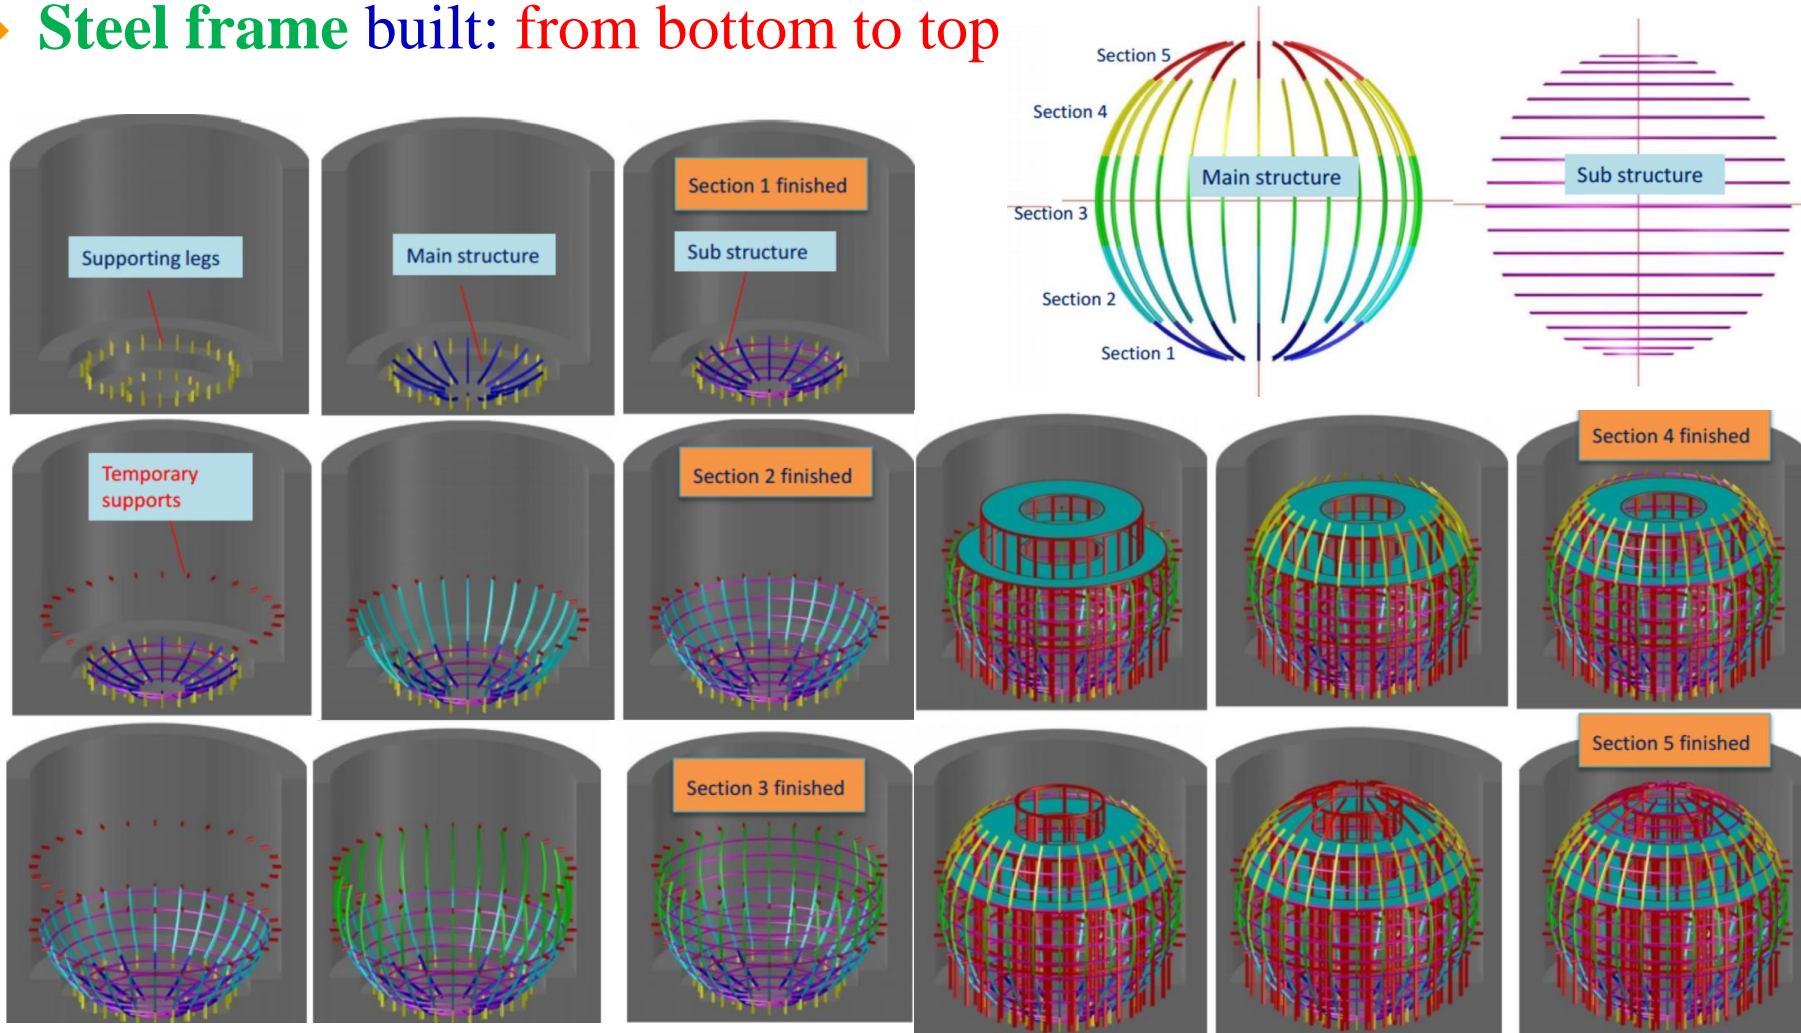 Steel frame built: from bottom to top
Section 5
Section 4
Main structure
Section 3
Section 2
Section 1
Sub structure
Supporting legs
Main structure
Section 1 finished
Sub structure
Temporary
supports
Section 2 finished
Section 4 finished
Section 3 finished
Section 5 finished